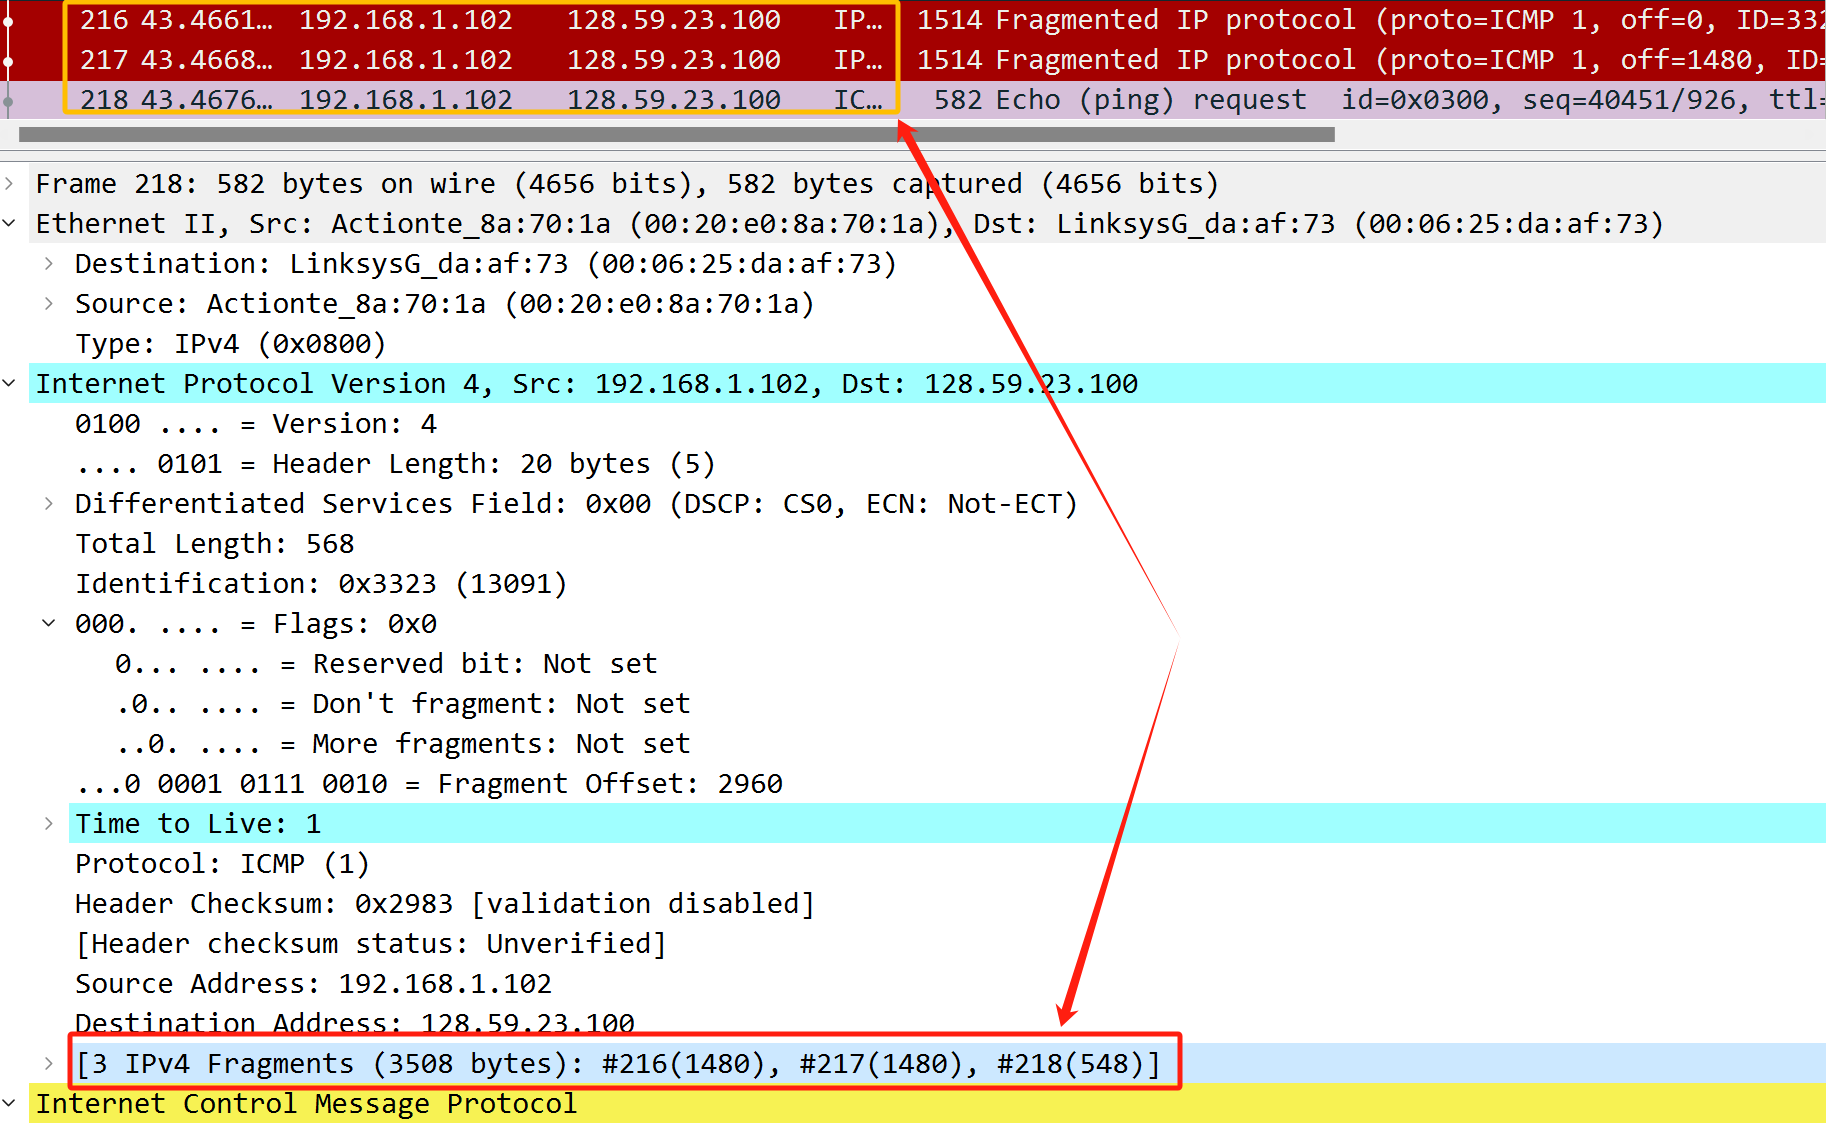 216 43.4661… 192.168.1.102 128.59.23.100 IP… 1514 Fragmented IP protocol (proto=ICMP 1, off=0, ID=332
217 43.4668… 192.168.1.102 128.59.23.100 IP… 1514 Fragmented IP protocol (proto=ICMP 1, off=1480, ID=
218 43.4676… 192.168.1.102 128.59.23.100 IC… 582 Echo (ping) request id=0x0300, seq=40451/926, ttl=
Frame 218: 582 bytes on wire (4656 bits), 582 bytes captured (4656 bits)
Ethernet II, Src: Actionte_8a:70:1a (00:20:e0:8a:70:1a), Dst: LinksysG_da:af:73 (00:06:25:da:af:73)
Destination: LinksysG_da:af:73 (00:06:25:da:af:73)
Source: Actionte_8a:70:1a (00:20:e0:8a:70:1a)
Type: IPv4 (0x0800)
Internet Protocol Version 4, Src: 192.168.1.102, Dst: 128.59.23.100
0100 .... = Version: 4
.... 0101 = Header Length: 20 bytes (5)
Differentiated Services Field: 0x00 (DSCP: CS0, ECN: Not-ECT)
Total Length: 568
Identification: 0x3323 (13091)
000. .... = Flags: 0x0
0... .... = Reserved bit: Not set
.0.. .... = Don't fragment: Not set
..0. .... = More fragments: Not set
...0 0001 0111 0010 = Fragment Offset: 2960
Time to Live: 1
Protocol: ICMP (1)
Header Checksum: 0x2983 [validation disabled]
[Header checksum status: Unverified]
Source Address: 192.168.1.102
Destination Address: 128.59.23.100
[3 IPv4 Fragments (3508 bytes): #216(1480), #217(1480), #218(548)]
Internet Control Message Protocol